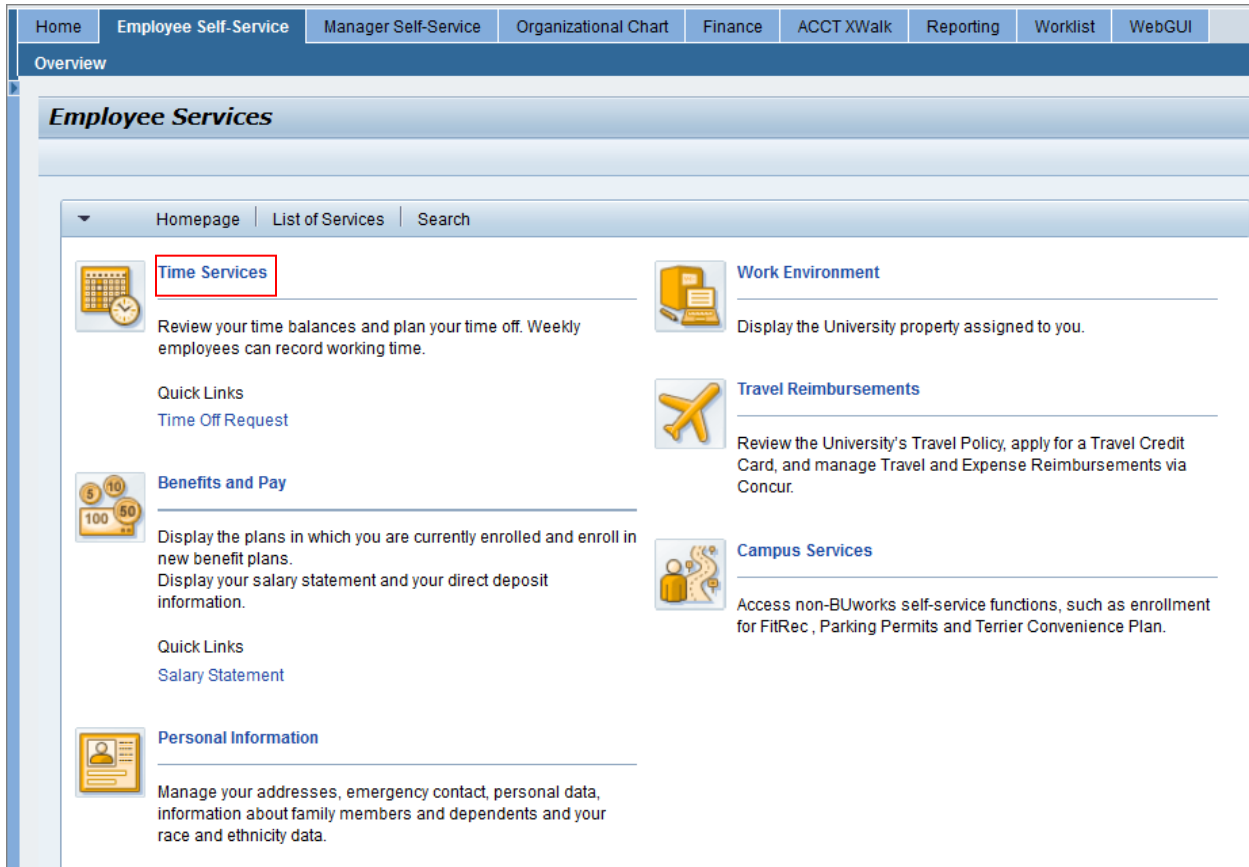 Home Employee Self-Service Manager Self-Service Organizational Chart Finance ACCT XWalk Reporting Worklist WebGUI
Overview
Employee Services
Homepage List of Services Search
Time Services
Review your time balances and plan your time off. Weekly
employees can record working time.
Quick Links
Time Off Request
5 10
100 50
Benefits and Pay
Display the plans in which you are currently enrolled and enroll in
new benefit plans.
Display your salary statement and your direct deposit
information.
Quick Links
Salary Statement
Personal Information
Manage your addresses, emergency contact, personal data,
information about family members and dependents and your
race and ethnicity data.
Work Environment
Display the University property assigned to you.
Travel Reimbursements
Review the University's Travel Policy, apply for a Travel Credit
Card, and manage Travel and Expense Reimbursements via
Concur.
Campus Services
Access non-BUworks self-service functions, such as enrollment
for FitRec , Parking Permits and Terrier Convenience Plan.